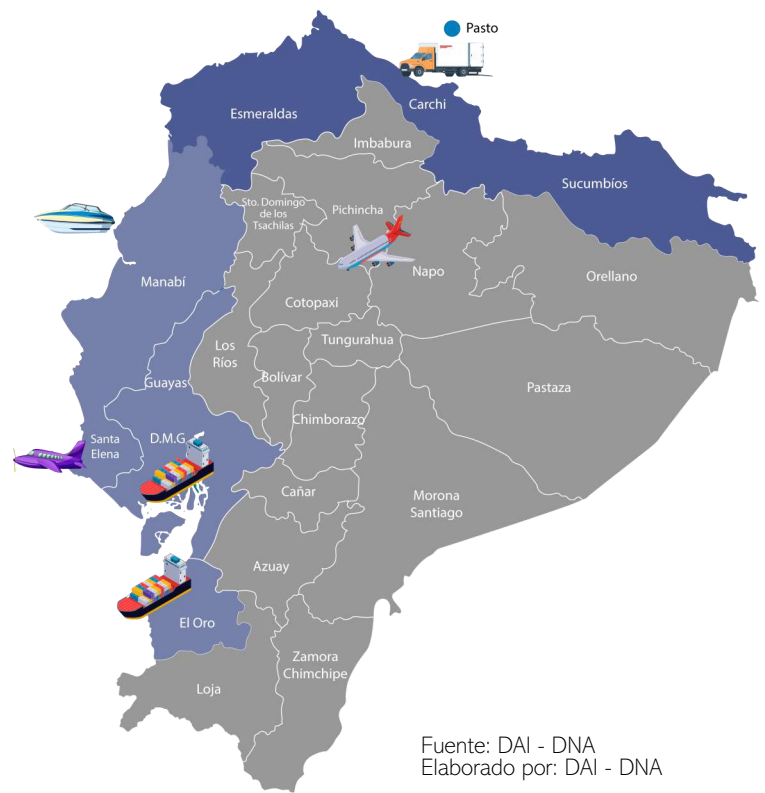 Pasto
Carchi
Esmeraldas
Imbabura
Sucumbíos
Sto. Domingo
de los
Tsachilas
Pichincha
Napo
Orellano
Manabí
Cotopaxi
Tungurahua
Los
Ríos
Bolívar
Guayas
Pastaza
Chimborazo
Santa
Elena
D.M.G
Cañar
Morona
Santiago
Azuay
El Oro
Zamora
Chimchipe
Loja
Fuente: DAI - DNA
Elaborado por: DAI - DNA